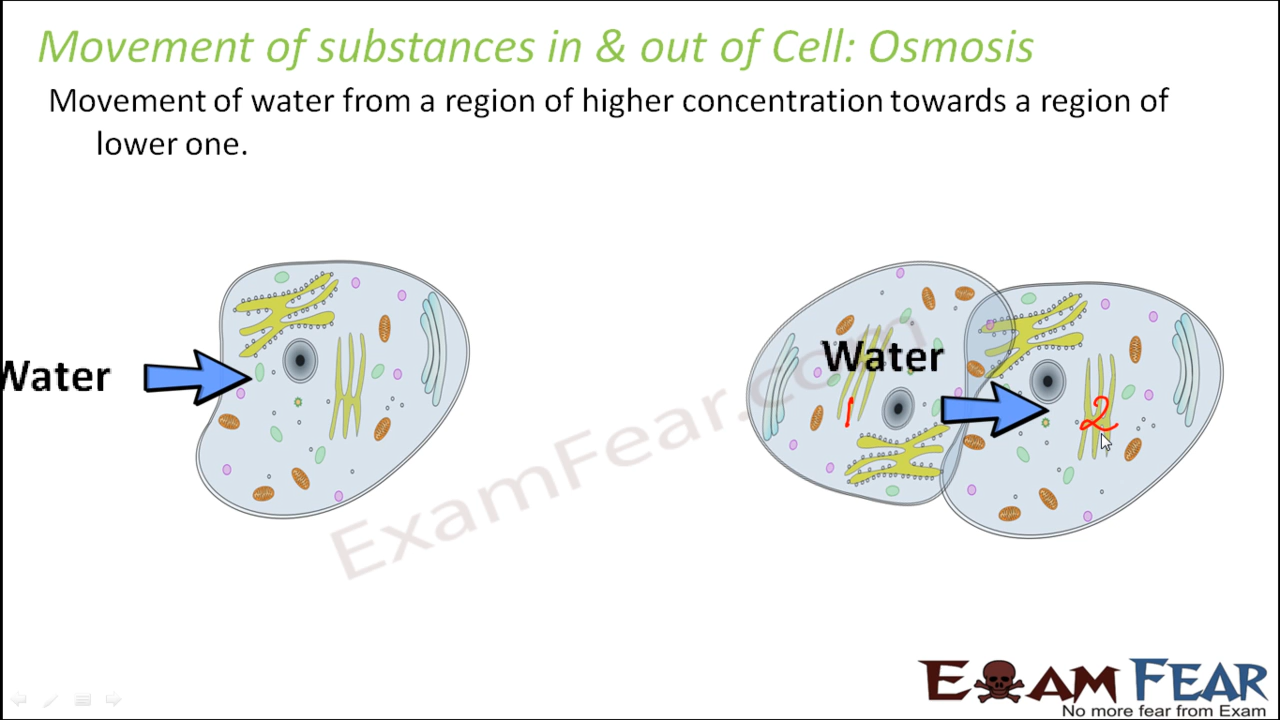 Movement of substances in & out of Cell: Osmosis
Movement of water from a region of higher concentration towards a region of
lower one.
Water
Water
1
2
ExamFear.com
EXAM FEAR
No more fear from Exam